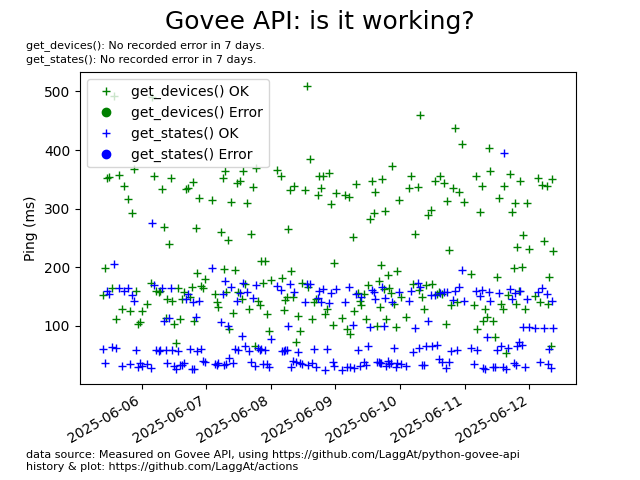 Govee API: is it working?
get_devices(): No recorded error in 7 days.
get_states(): No recorded error in 7 days.
get_devices() OK
get_devices() Error
get_states() OK
get_states() Error
Ping (ms)
500
400
300
200
100
2025-06-06
2025-06-07
2025-06-08
2025-06-09
2025-06-10
2025-06-11
2025-06-12
data source: Measured on Govee API, using https://github.com/LaggAt/python-govee-api
history & plot: https://github.com/LaggAt/actions